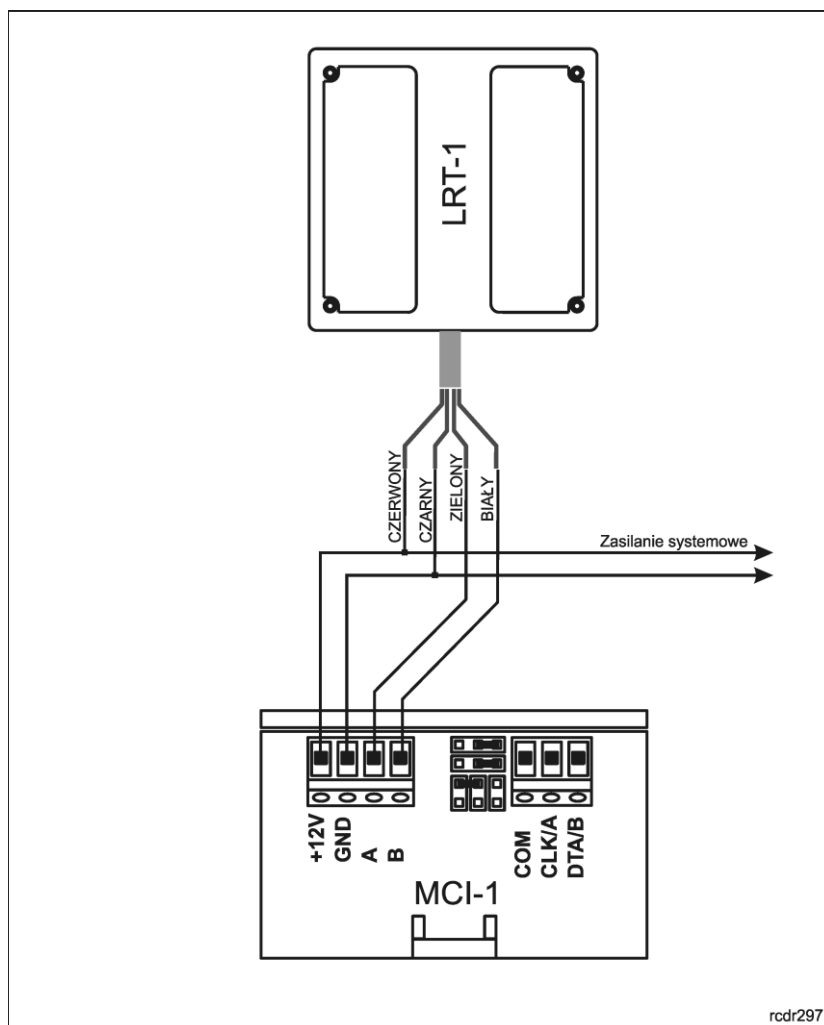 LRT-1
CZERWONY
CZARNY
ZIELONY
BIAŁY
Zasilanie systemowe
+12V
GND
A
B
COM
CLK/A
DTA/B
MCI-1
rcdr297